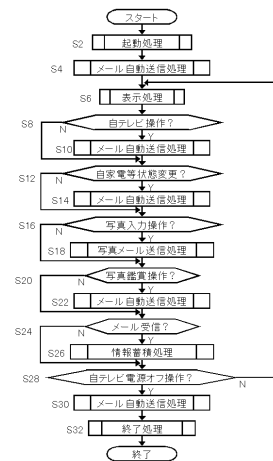 スタート
S2 起動処理
S4 メール自動送信処理
S6 表示処理
S8 自テレビ操作？
N Y
S10 メール自動送信処理
S12 自家電等状態変更？
N Y
S14 メール自動送信処理
S16 写真入力操作？
N Y
S18 写真メール送信処理
S20 写真鑑賞操作？
N Y
S22 メール自動送信処理
S24 メール受信？
N Y
S26 情報蓄積処理
S28 自テレビ電源オフ操作？
Y N
S30 メール自動送信処理
S32 終了処理
終了